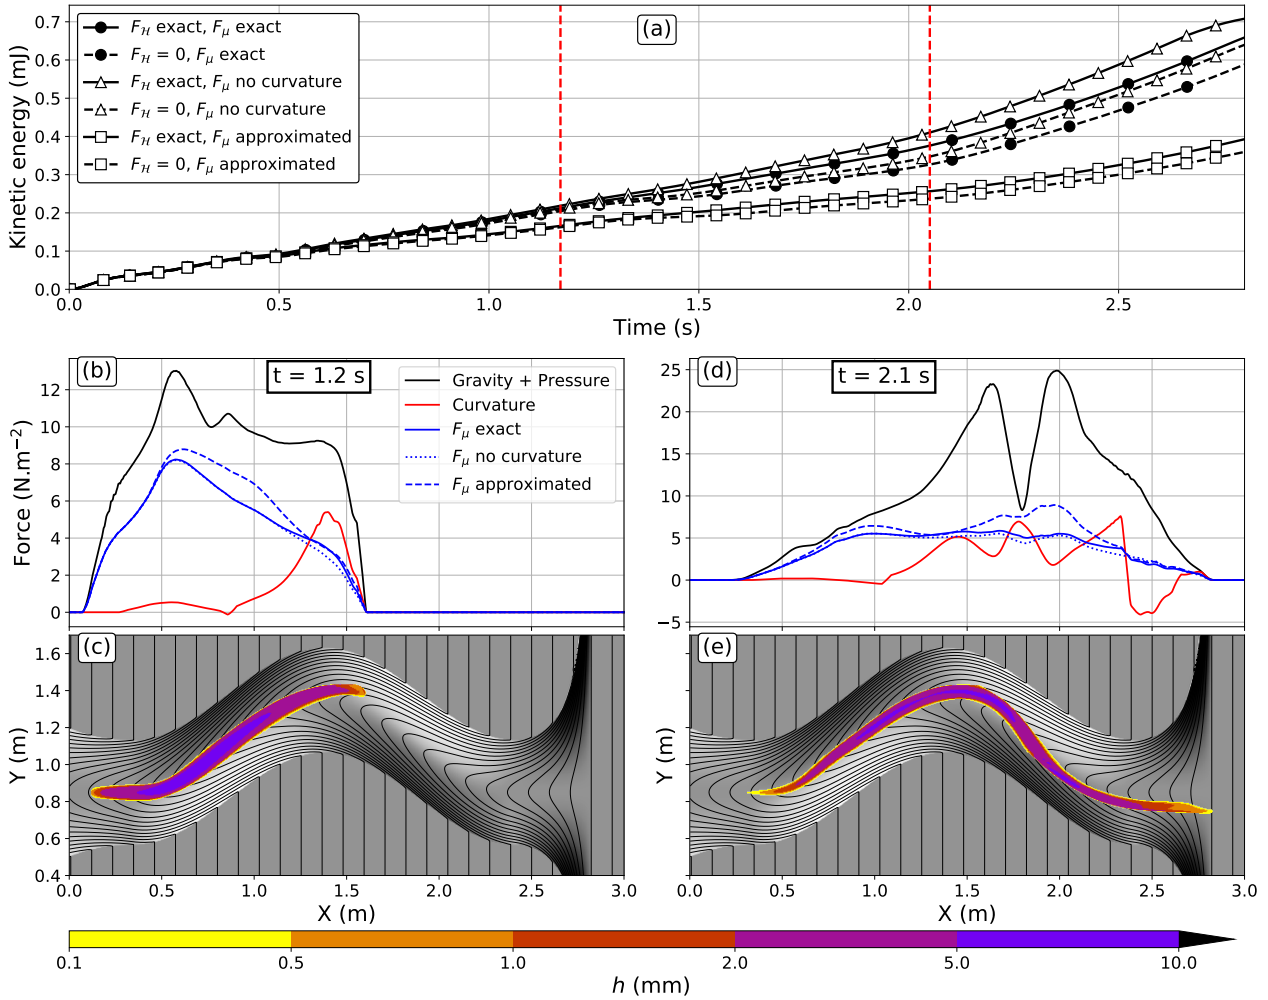 (a)
Kinetic energy (mJ)
0.7
0.6
0.5
0.4
0.3
0.2
0.1
0.0
F_ℋ exact, F_μ exact
F_ℋ = 0, F_μ exact
F_ℋ exact, F_μ no curvature
F_ℋ = 0, F_μ no curvature
F_ℋ exact, F_μ approximated
F_ℋ = 0, F_μ approximated
0.0 0.5 1.0 1.5 2.0 2.5
Time (s)
(b)
t = 1.2 s
Force (N.m⁻²)
12
10
8
6
4
2
0
Gravity + Pressure
Curvature
F_μ exact
F_μ no curvature
F_μ approximated
(d)
t = 2.1 s
25
20
15
10
5
0
−5
(c)
Y (m)
1.6
1.4
1.2
1.0
0.8
0.6
0.4
0.0 0.5 1.0 1.5 2.0 2.5 3.0
X (m)
(e)
Y (m)
0.0 0.5 1.0 1.5 2.0 2.5 3.0
X (m)
0.1 0.5 1.0 2.0 5.0 10.0
h (mm)